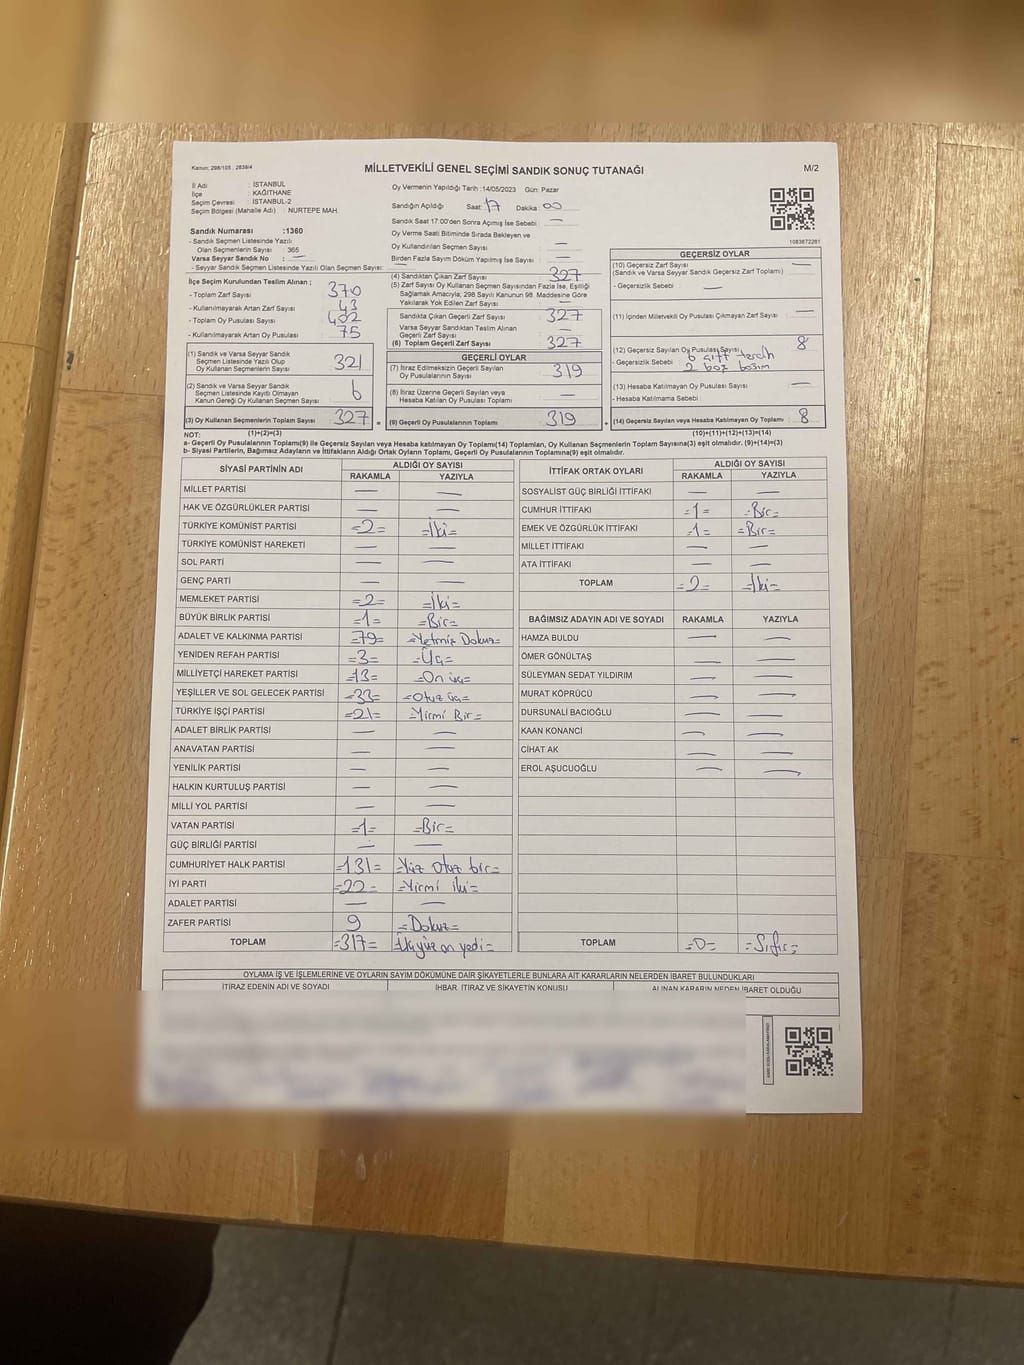 Kanun: 298/105 , 2839/4
MİLLETVEKİLİ GENEL SEÇİMİ SANDIK SONUÇ TUTANAĞI
M/2
İl Adı : İSTANBUL
İlçe : KAĞITHANE
Seçim Çevresi : İSTANBUL-2
Seçim Bölgesi (Mahalle Adı) : NURTEPE MAH.
Sandık Numarası :1360
- Sandık Seçmen Listesinde Yazılı
Olan Seçmenlerin Sayısı : 365
Varsa Seyyar Sandık No : —
- Seyyar Sandık Seçmen Listesinde Yazılı Olan Seçmen Sayısı: —
İlçe Seçim Kurulundan Teslim Alınan ;
- Toplam Zarf Sayısı : 370
- Kullanılmayarak Artan Zarf Sayısı : 43
- Toplam Oy Pusulası Sayısı : 402
- Kullanılmayarak Artan Oy Pusulası : 75
(1) Sandık ve Varsa Seyyar Sandık
Seçmen Listesinde Yazılı Olup
Oy Kullanan Seçmenlerin Sayısı : 321
(2) Sandık ve Varsa Seyyar Sandık
Seçmen Listesinde Kayıtlı Olmayan
Kanun Gereği Oy Kullanan Seçmen Sayısı : 6
(3) Oy Kullanan Seçmenlerin Toplam Sayısı : 327 =
Oy Vermenin Yapıldığı Tarih :14/05/2023 Gün: Pazar
Sandığın Açıldığı Saat: 17 Dakika: 00
Sandık Saat 17:00'den Sonra Açılmış İse Sebebi : —
Oy Verme Saati Bitiminde Sırada Bekleyen ve
Oy Kullandırılan Seçmen Sayısı : —
Birden Fazla Sayım Döküm Yapılmış İse Sayısı : —
(4) Sandıktan Çıkan Zarf Sayısı : 327
(5) Zarf Sayısı Oy Kullanan Seçmen Sayısından Fazla İse, Eşitliği
Sağlamak Amacıyla, 298 Sayılı Kanunun 98. Maddesine Göre
Yakılarak Yok Edilen Zarf Sayısı : —
Sandıkta Çıkan Geçerli Zarf Sayısı : 327
Varsa Seyyar Sandıktan Teslim Alınan
Geçerli Zarf Sayısı : —
(6) Toplam Geçerli Zarf Sayısı : 327
GEÇERLİ OYLAR
(7) İtiraz Edilmeksizin Geçerli Sayılan
Oy Pusulalarının Sayısı : 319
(8) İtiraz Üzerine Geçerli Sayılan veya
Hesaba Katılan Oy Pusulası Toplamı : —
(9) Geçerli Oy Pusulalarının Toplamı : 319 +
1083672261
GEÇERSİZ OYLAR
(10) Geçersiz Zarf Sayısı : —
(Sandık ve Varsa Seyyar Sandık Geçersiz Zarf Toplamı)
- Geçersizlik Sebebi : —
(11) İçinden Milletvekili Oy Pusulası Çıkmayan Zarf Sayısı : —
(12) Geçersiz Sayılan Oy Pusulası Sayısı : 8
- Geçersizlik Sebebi : 6 çift tercih
2 boş basım
(13) Hesaba Katılmayan Oy Pusulası Sayısı : —
- Hesaba Katılmama Sebebi :
(14) Geçersiz Sayılan veya Hesaba Katılmayan Oy Toplamı : 8
NOT: (1)+(2)=(3) (10)+(11)+(12)+(13)=(14)
a- Geçerli Oy Pusulalarının Toplamı(9) ile Geçersiz Sayılan veya Hesaba katılmayan Oy Toplamı(14) Toplamları, Oy Kullanan Seçmenlerin Toplam Sayısına(3) eşit olmalıdır. (9)+(14)=(3)
b- Siyasi Partilerin, Bağımsız Adayların ve İttifakların Aldığı Ortak Oyların Toplamı, Geçerli Oy Pusulalarının Toplamına(9) eşit olmalıdır.
SİYASİ PARTİNİN ADI ALDIĞI OY SAYISI
RAKAMLA YAZIYLA
MİLLET PARTİSİ — —
HAK VE ÖZGÜRLÜKLER PARTİSİ — —
TÜRKİYE KOMÜNİST PARTİSİ =2= =İki=
TÜRKİYE KOMÜNİST HAREKETİ — —
SOL PARTİ — —
GENÇ PARTİ — —
MEMLEKET PARTİSİ =2= =İki=
BÜYÜK BİRLİK PARTİSİ =1= =Bir=
ADALET VE KALKINMA PARTİSİ =79= =Yetmiş Dokuz=
YENİDEN REFAH PARTİSİ =3= =Üç=
MİLLİYETÇİ HAREKET PARTİSİ =13= =On üç=
YEŞİLLER VE SOL GELECEK PARTİSİ =33= =Otuz üç=
TÜRKİYE İŞÇİ PARTİSİ =21= =Yirmi Bir=
ADALET BİRLİK PARTİSİ — —
ANAVATAN PARTİSİ — —
YENİLİK PARTİSİ — —
HALKIN KURTULUŞ PARTİSİ — —
MİLLİ YOL PARTİSİ — —
VATAN PARTİSİ =1= =Bir=
GÜÇ BİRLİĞİ PARTİSİ — —
CUMHURİYET HALK PARTİSİ =131= =Yüz otuz bir=
İYİ PARTİ =22= =Yirmi iki=
ADALET PARTİSİ — —
ZAFER PARTİSİ 9 =Dokuz=
TOPLAM =317= =Üçyüz on yedi=
İTTİFAK ORTAK OYLARI ALDIĞI OY SAYISI
RAKAMLA YAZIYLA
SOSYALİST GÜÇ BİRLİĞİ İTTİFAKI — —
CUMHUR İTTİFAKI =1= =Bir=
EMEK VE ÖZGÜRLÜK İTTİFAKI =1= =Bir=
MİLLET İTTİFAKI — —
ATA İTTİFAKI — —
TOPLAM =2= =İki=
BAĞIMSIZ ADAYIN ADI VE SOYADI RAKAMLA YAZIYLA
HAMZA BULDU — —
ÖMER GÖNÜLTAŞ — —
SÜLEYMAN SEDAT YILDIRIM — —
MURAT KÖPRÜCÜ — —
DURSUNALİ BACIOĞLU — —
KAAN KONANCİ — —
CİHAT AK — —
EROL AŞUCUOĞLU — —
TOPLAM =0= =Sıfır=
OYLAMA İŞ VE İŞLEMLERİNE VE OYLARIN SAYIM DÖKÜMÜNE DAİR ŞİKAYETLERLE BUNLARA AİT KARARLARIN NELERDEN İBARET BULUNDUKLARI
İTİRAZ EDENİN ADI VE SOYADI İHBAR, İTİRAZ VE ŞİKAYETİN KONUSU ALINAN KARARIN NEDEN İBARET OLDUĞU